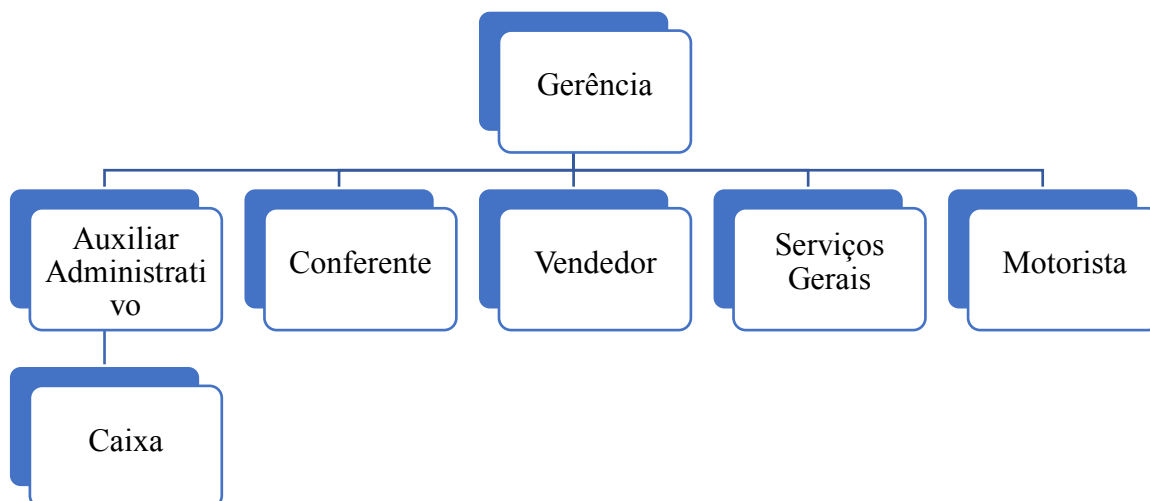 Gerência
Auxiliar
Administrati
vo
Conferente
Vendedor
Serviços
Gerais
Motorista
Caixa